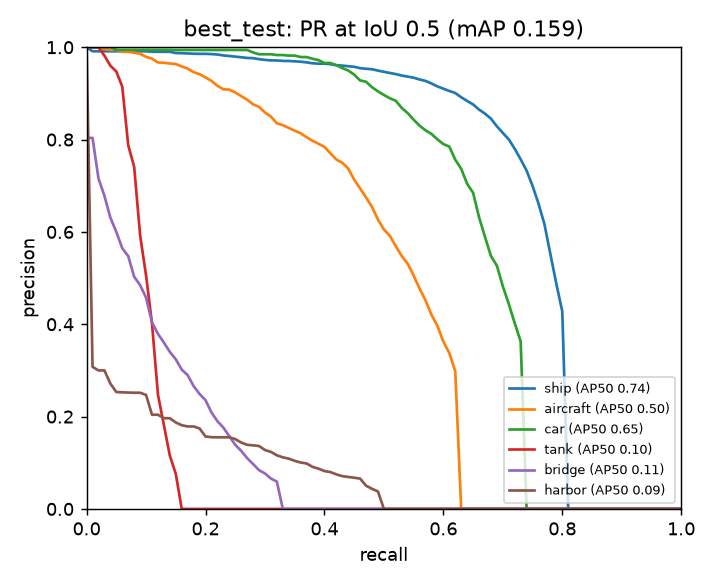 best_test: PR at IoU 0.5 (mAP 0.159)
precision
1.0
0.8
0.6
0.4
0.2
0.0
ship (AP50 0.74)
aircraft (AP50 0.50)
car (AP50 0.65)
tank (AP50 0.10)
bridge (AP50 0.11)
harbor (AP50 0.09)
0.0 0.2 0.4 0.6 0.8 1.0
recall